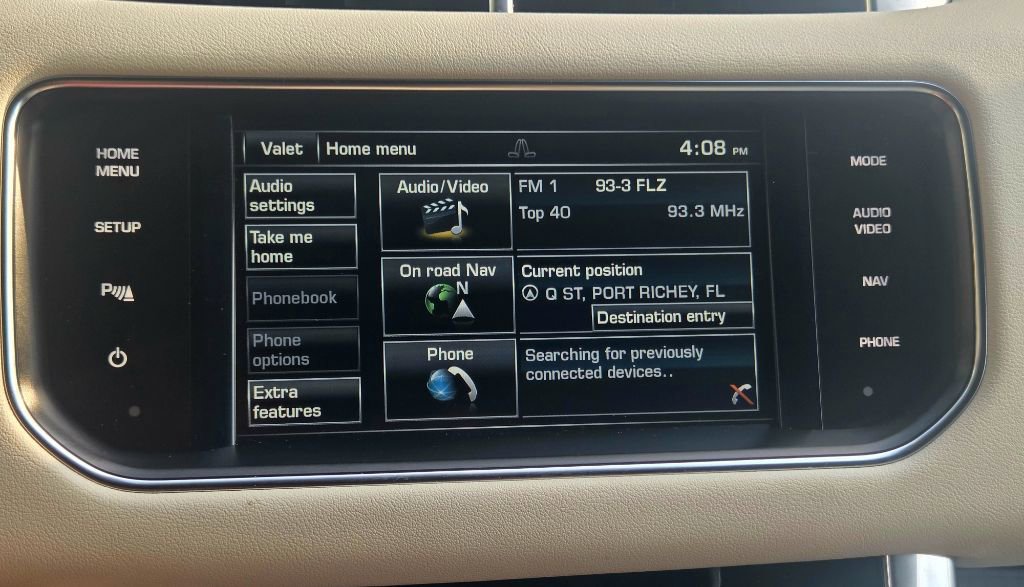 HOME
MENU
SETUP
P
Valet
Home menu
4:08 PM
Audio
settings
Take me
home
Phonebook
Phone
options
Extra
features
Audio/Video
FM 1 93-3 FLZ
Top 40 93.3 MHz
On road Nav
N
Current position
Q ST, PORT RICHEY, FL
Destination entry
Phone
Searching for previously
connected devices..
MODE
AUDIO
VIDEO
NAV
PHONE